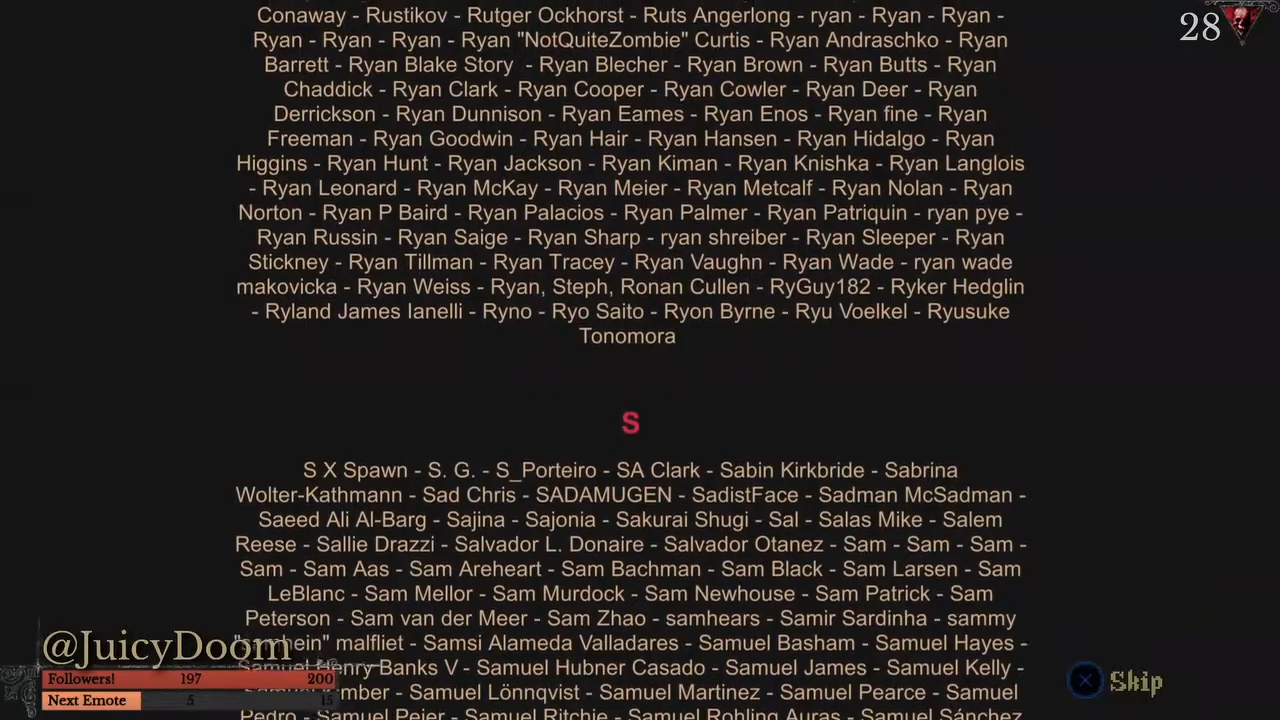 Conaway - Rustikov - Rutger Ockhorst - Ruts Angerlong - ryan - Ryan - Ryan -
28
Ryan - Ryan - Ryan - Ryan "NotQuiteZombie" Curtis - Ryan Andraschko - Ryan
Barrett - Ryan Blake Story - Ryan Blecher - Ryan Brown - Ryan Butts - Ryan
Chaddick - Ryan Clark - Ryan Cooper - Ryan Cowler - Ryan Deer - Ryan
Derrickson - Ryan Dunnison - Ryan Eames - Ryan Enos - Ryan fine - Ryan
Freeman - Ryan Goodwin - Ryan Hair - Ryan Hansen - Ryan Hidalgo - Ryan
Higgins - Ryan Hunt - Ryan Jackson - Ryan Kiman - Ryan Knishka - Ryan Langlois
- Ryan Leonard - Ryan McKay - Ryan Meier - Ryan Metcalf - Ryan Nolan - Ryan
Norton - Ryan P Baird - Ryan Palacios - Ryan Palmer - Ryan Patriquin - ryan pye -
Ryan Russin - Ryan Saige - Ryan Sharp - ryan shreiber - Ryan Sleeper - Ryan
Stickney - Ryan Tillman - Ryan Tracey - Ryan Vaughn - Ryan Wade - ryan wade
makovicka - Ryan Weiss - Ryan, Steph, Ronan Cullen - RyGuy182 - Ryker Hedglin
- Ryland James Ianelli - Ryno - Ryo Saito - Ryon Byrne - Ryu Voelkel - Ryusuke
Tonomora
S
S X Spawn - S. G. - S_Porteiro - SA Clark - Sabin Kirkbride - Sabrina
Wolter-Kathmann - Sad Chris - SADAMUGEN - SadistFace - Sadman McSadman -
Saeed Ali Al-Barg - Sajina - Sajonia - Sakurai Shugi - Sal - Salas Mike - Salem
Reese - Sallie Drazzi - Salvador L. Donaire - Salvador Otanez - Sam - Sam - Sam -
Sam - Sam Aas - Sam Areheart - Sam Bachman - Sam Black - Sam Larsen - Sam
LeBlanc - Sam Mellor - Sam Murdock - Sam Newhouse - Sam Patrick - Sam
Peterson - Sam van der Meer - Sam Zhao - samhears - Samir Sardinha - sammy
malfliet - Samsi Alameda Valladares - Samuel Basham - Samuel Hayes -
@JuicyDoom
Banks V - Samuel Hubner Casado - Samuel James - Samuel Kelly -
Followers! 197 200
Samuel Lönnqvist - Samuel Martinez - Samuel Pearce - Samuel
Next Emote 5 15
Skip
Pedro - Samuel Peier - Samuel Ritchie - Samuel Rohling Auras - Samuel Sánchez